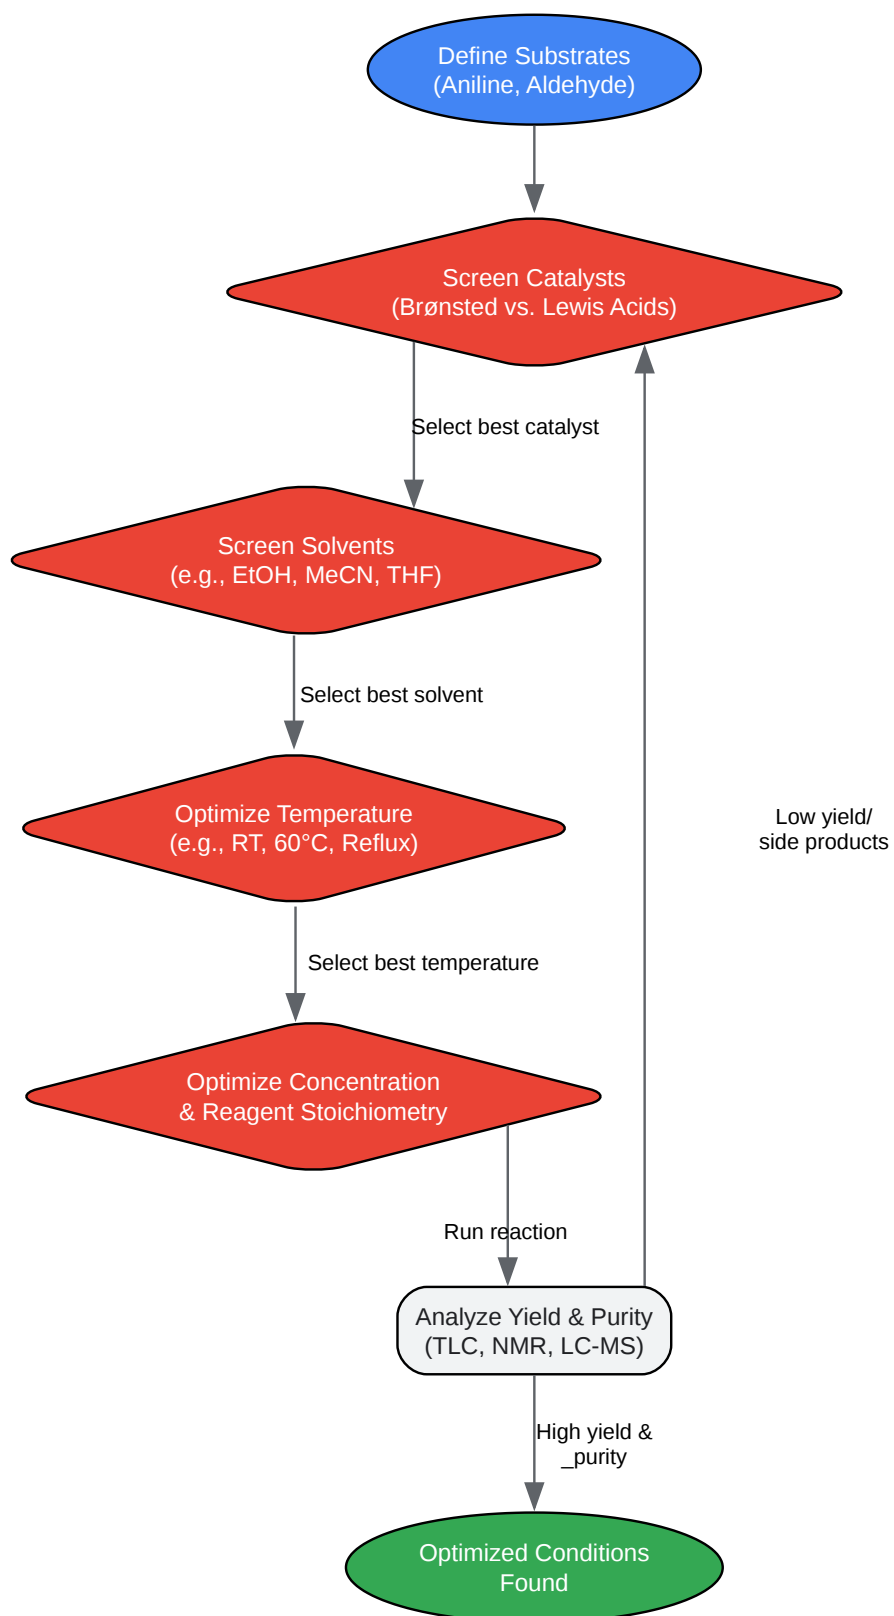 Define Substrates
(Aniline, Aldehyde)
Screen Catalysts
(Brønsted vs. Lewis Acids)
Select best catalyst
Screen Solvents
(e.g., EtOH, MeCN, THF)
Select best solvent
Optimize Temperature
(e.g., RT, 60°C, Reflux)
Low yield/
side products
Select best temperature
Optimize Concentration
& Reagent Stoichiometry
Run reaction
Analyze Yield & Purity
(TLC, NMR, LC-MS)
High yield &
_purity
Optimized Conditions
Found